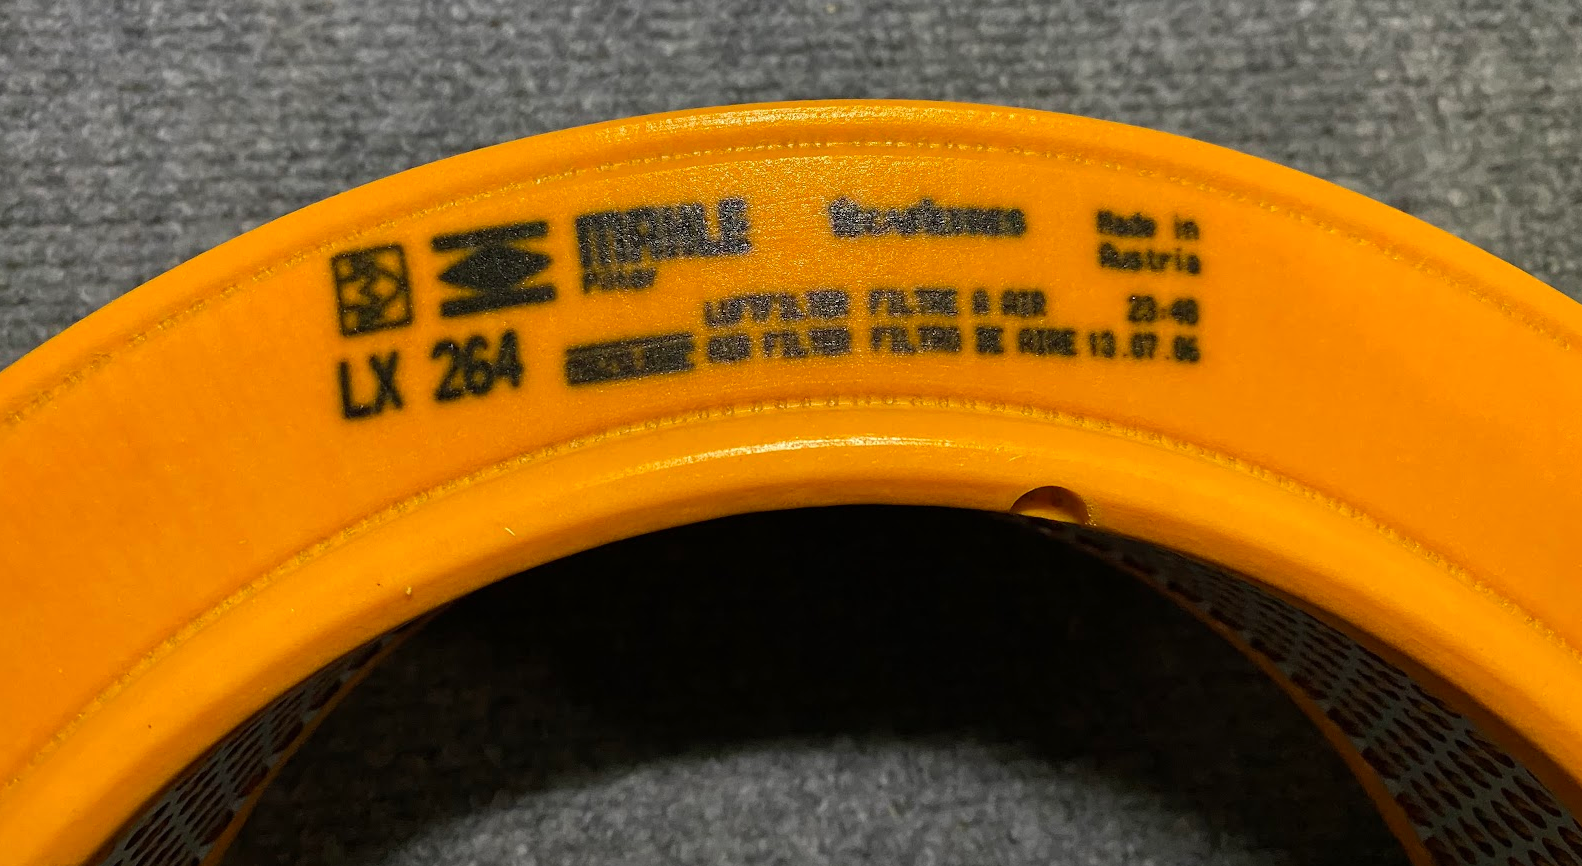 MAHLE Made in
Filter Austria
LX 264
LUFTFILTER FILTRE A AIR 23:48
AIR FILTER FILTRO DE AIRE 13.07.06